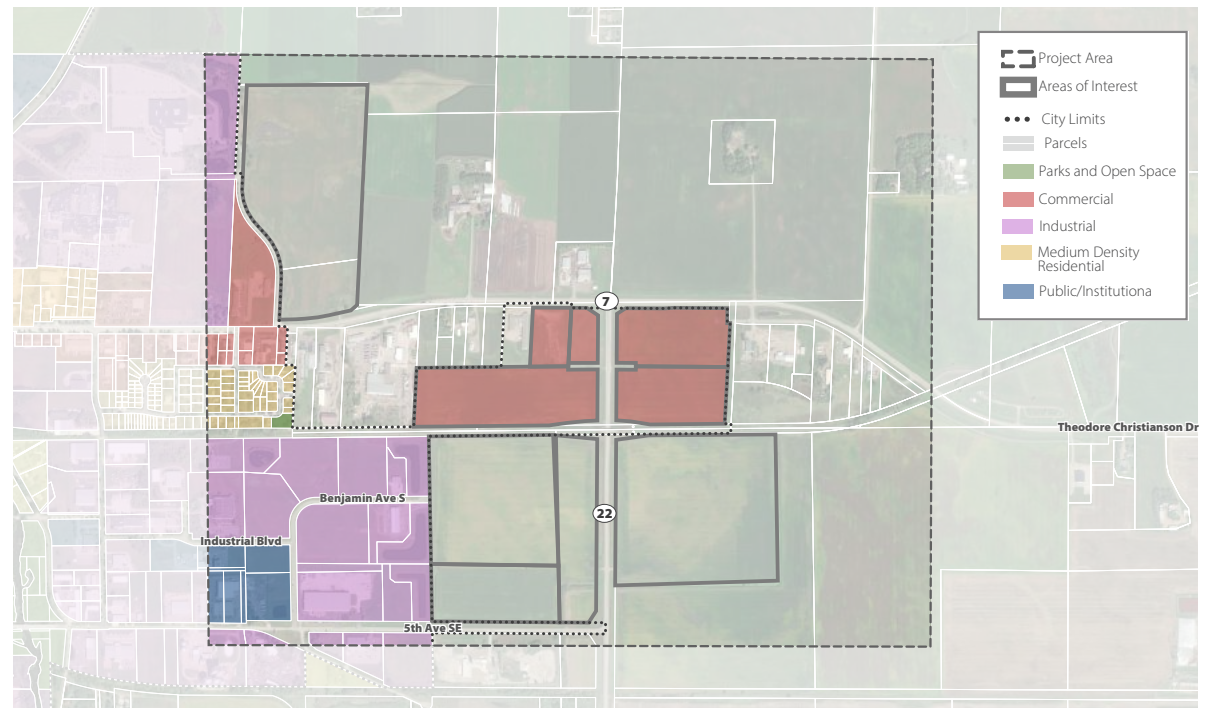 Project Area
Areas of Interest
City Limits
Parcels
Parks and Open Space
Commercial
Industrial
Medium Density
Residential
Public/Institutiona
7
Theodore Christianson Dr
Benjamin Ave S
22
Industrial Blvd
5th Ave SE